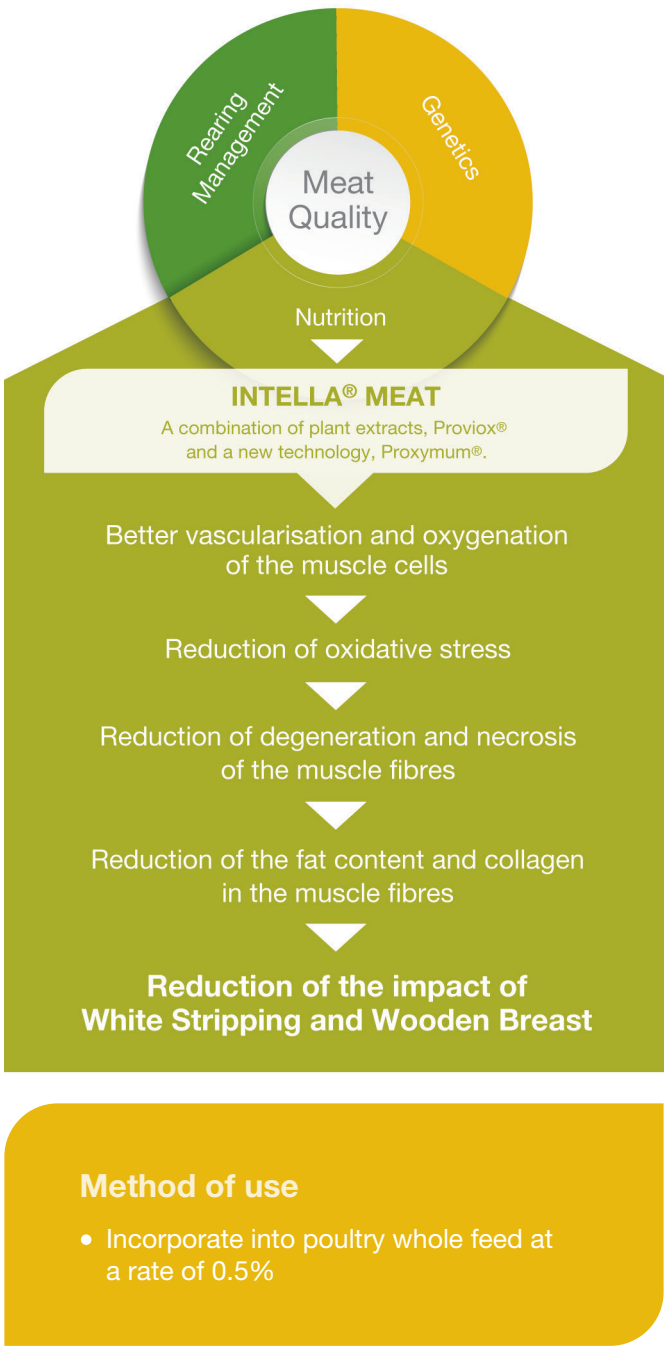 Rearing
Management
Genetics
Meat
Quality
Nutrition
INTELLA® MEAT
A combination of plant extracts, Proviox®
and a new technology, Proxymum®.
Better vascularisation and oxygenation
of the muscle cells
Reduction of oxidative stress
Reduction of degeneration and necrosis
of the muscle fibres
Reduction of the fat content and collagen
in the muscle fibres
Reduction of the impact of
White Stripping and Wooden Breast
Method of use
• Incorporate into poultry whole feed at
a rate of 0.5%